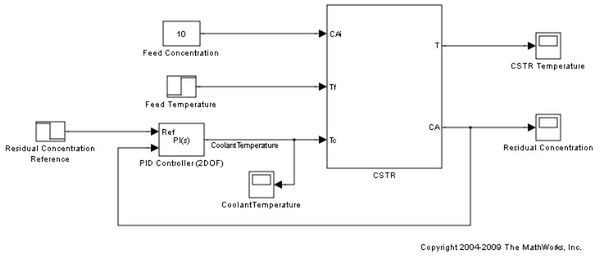 10
CAi
Feed Concentration
T
CSTR Temperature
Tf
Feed Temperature
Ref
PI(s)
CoolantTemperature
Tc
CA
Residual Concentration
Reference
PID Controller (2DOF)
Residual Concentration
CSTR
CoolantTemperature
Copyright 2004-2009 The MathWorks, Inc.